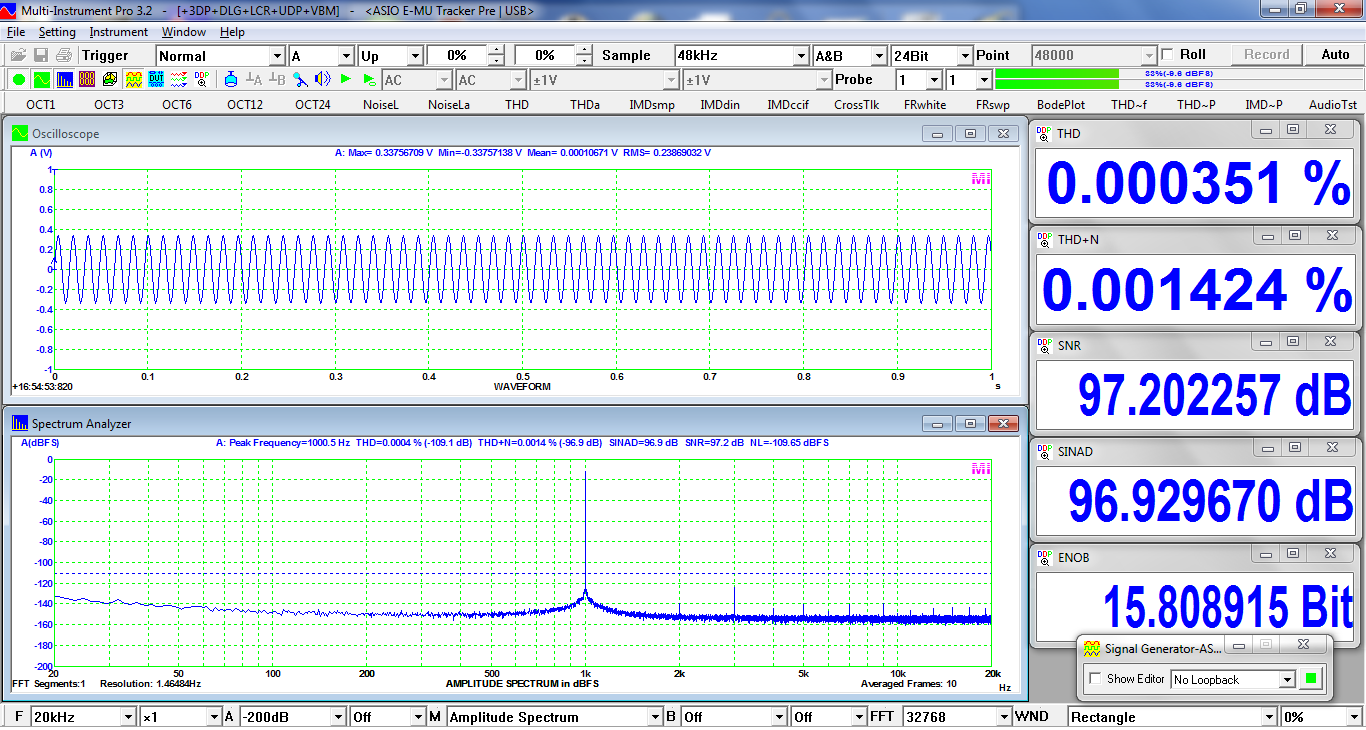 Multi-Instrument Pro 3.2 - [+3DP+DLG+LCR+UDP+VBM] - <ASIO E-MU Tracker Pre | USB>
File Setting Instrument Window Help
Trigger Normal A Up 0% 0% Sample 48kHz A&B 24Bit Point 48000 Roll Record Auto
A B AC AC ±1V ±1V Probe 1 1 33%(-9.6 dBFS)
33%(-9.6 dBFS)
OCT1 OCT3 OCT6 OCT12 OCT24 NoiseL NoiseLa THD THDa IMDsmp IMDdin IMDccif CrossTlk FRwhite FRswp BodePlot THD~f THD~P IMD~P AudioTst
Oscilloscope
A (V) A: Max= 0.33756709 V Min=-0.33757138 V Mean= 0.00010671 V RMS= 0.23869032 V
MI
1
0.8
0.6
0.4
0.2
0
-0.2
-0.4
-0.6
-0.8
-1
0 0.1 0.2 0.3 0.4 0.5 0.6 0.7 0.8 0.9 1
+16:54:53:820 WAVEFORM s
Spectrum Analyzer
A(dBFS) A: Peak Frequency=1000.5 Hz THD=0.0004 % (-109.1 dB) THD+N=0.0014 % (-96.9 dB) SINAD=96.9 dB SNR=97.2 dB NL=-109.65 dBFS
MI
0
-20
-40
-60
-80
-100
-120
-140
-160
-180
-200
20 50 100 200 500 1k 2k 5k 10k 20k
FFT Segments:1 Resolution: 1.46484Hz AMPLITUDE SPECTRUM in dBFS Averaged Frames: 10 Hz
DDP THD
0.000351 %
DDP THD+N
0.001424 %
DDP SNR
97.202257 dB
DDP SINAD
96.929670 dB
DDP ENOB
15.808915 Bit
Signal Generator-AS...
Show Editor No Loopback
F 20kHz ×1 A -200dB Off M Amplitude Spectrum B Off Off FFT 32768 WND Rectangle 0%